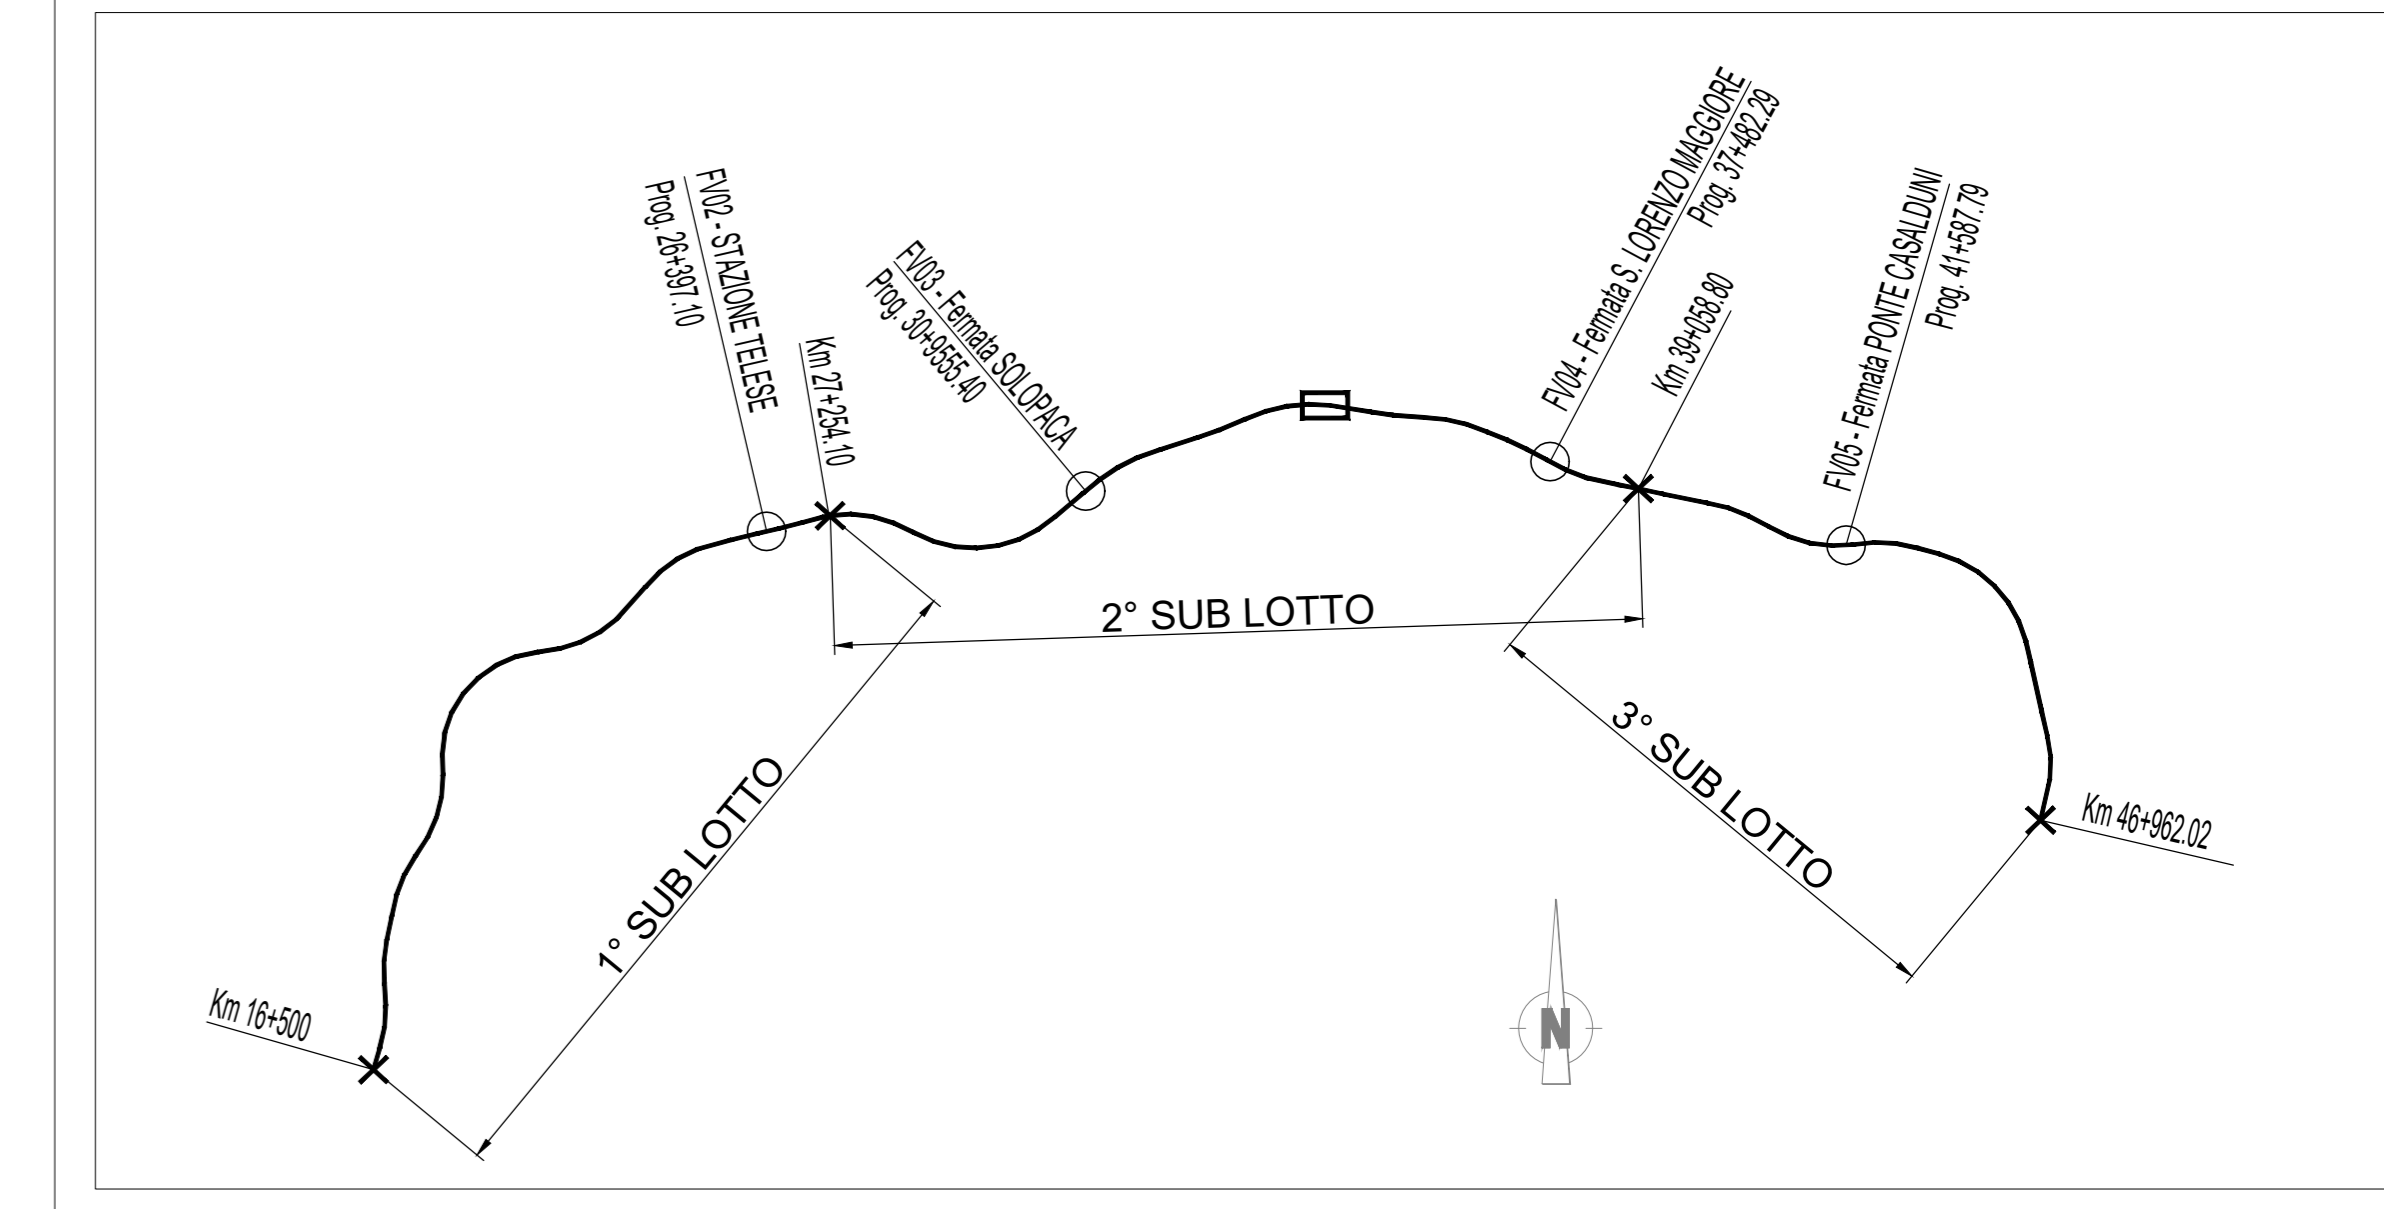 FV02 - STAZIONE TELESE
Prog. 26+397.10
Km 27+254.10
FV03 - Fermata SOLOPACA
Prog. 30+9555.40
FV04 - Fermata S. LORENZO MAGGIORE
Prog. 37+482.29
Km 39+058.80
FV05 - Fermata PONTE CASALDUNI
Prog. 41+587.79
2° SUB LOTTO
1° SUB LOTTO
3° SUB LOTTO
Km 46+962.02
Km 16+500
N